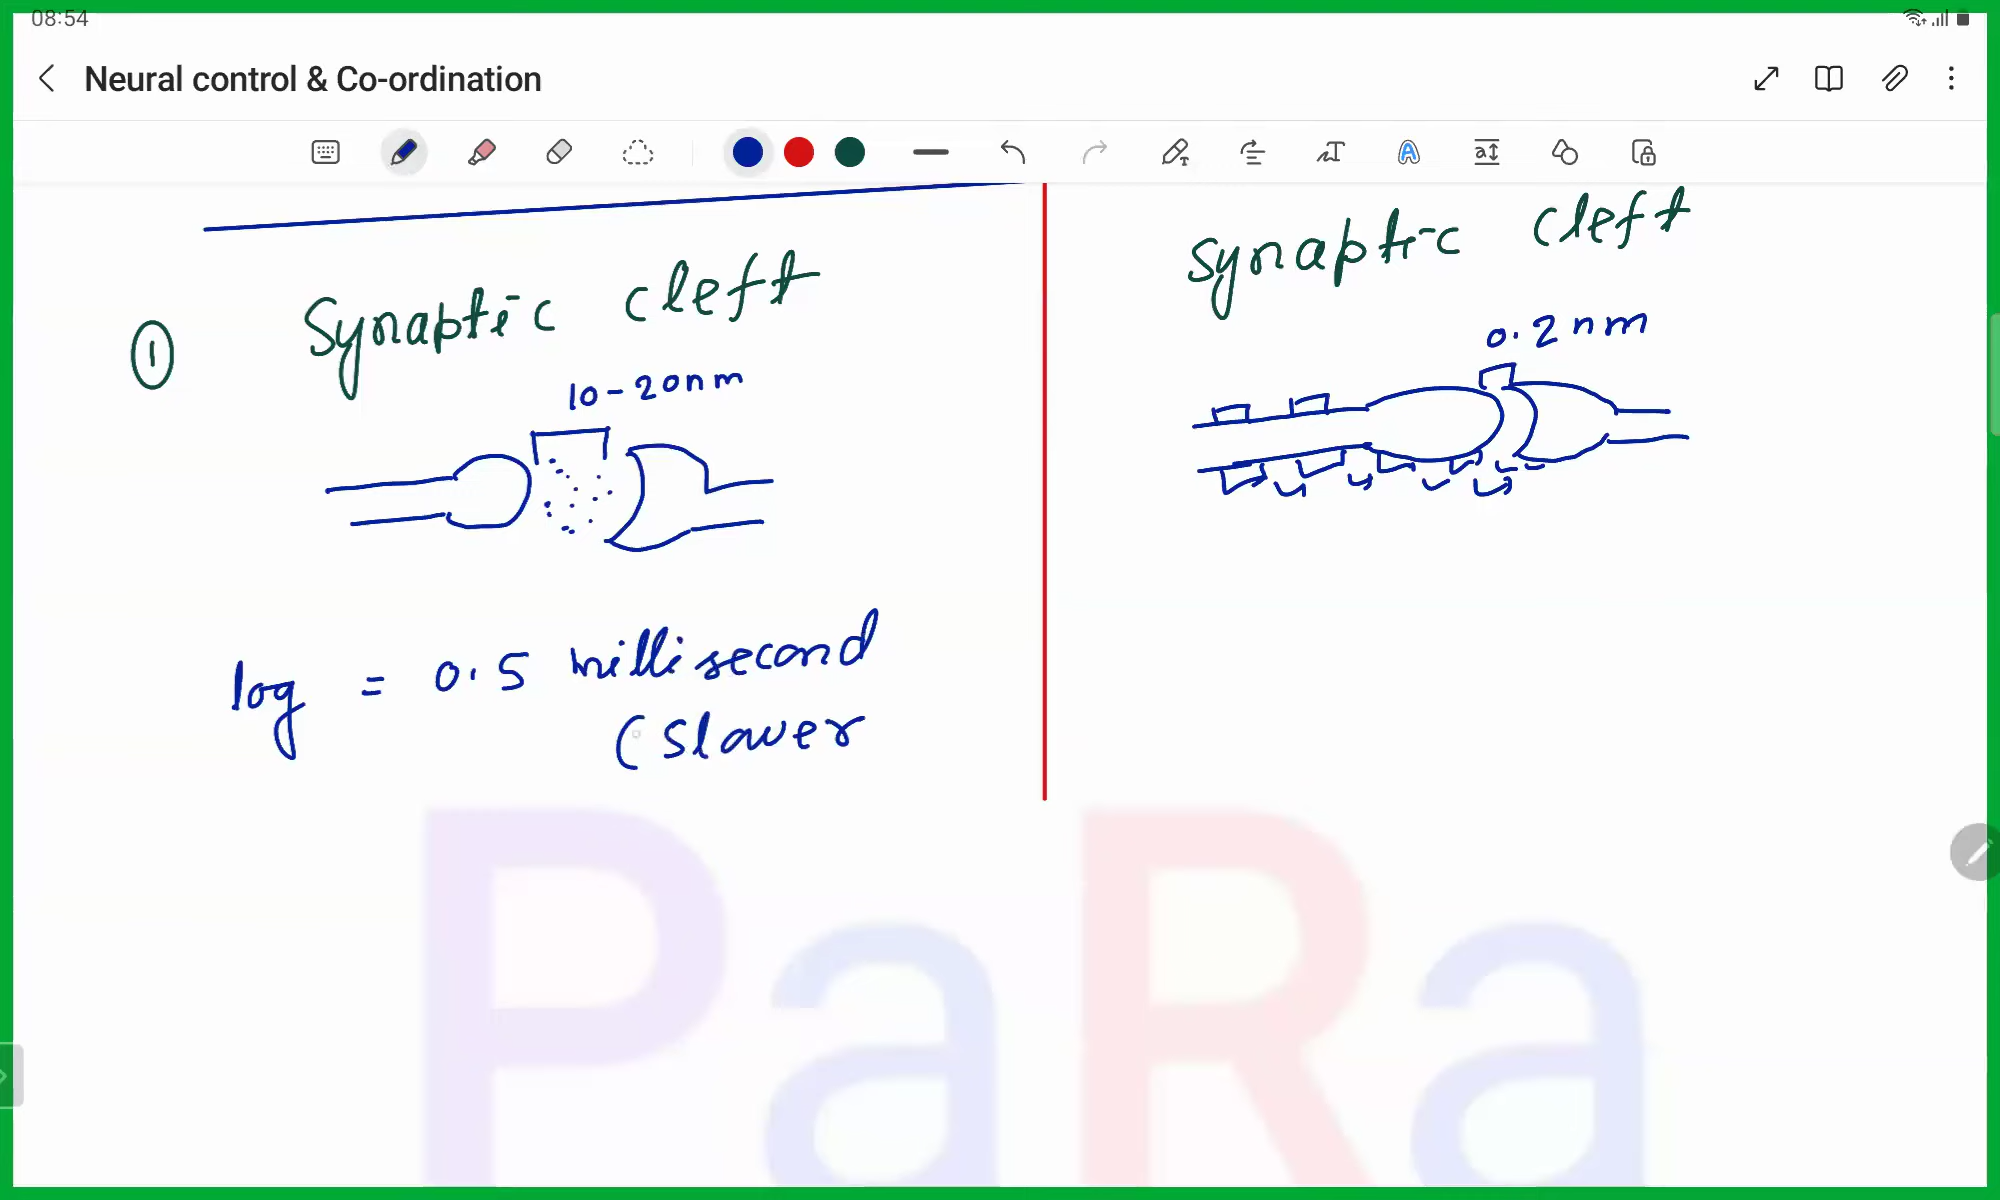 08:54
Neural control & Co-ordination
Synaptic cleft
①
10-20nm
log = 0.5 millisecond
(slower
Synaptic cleft
0.2nm
PaRa